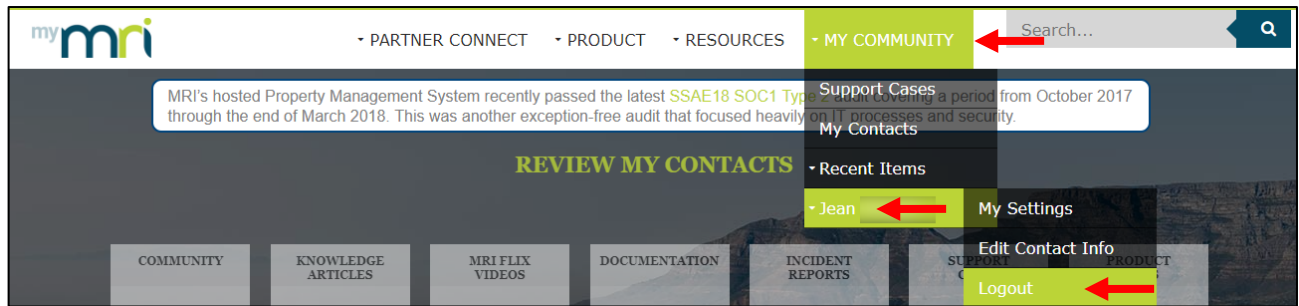 my mri
PARTNER CONNECT
PRODUCT
RESOURCES
MY COMMUNITY
Search...
MRI's hosted Property Management System recently passed the latest SSAE18 SOC1 Type 2 audit covering a period from October 2017
through the end of March 2018. This was another exception-free audit that focused heavily on IT processes and security.
Support Cases
My Contacts
Recent Items
Jean
My Settings
Edit Contact Info
Logout
REVIEW MY CONTACTS
COMMUNITY
KNOWLEDGE
ARTICLES
MRI FLIX
VIDEOS
DOCUMENTATION
INCIDENT
REPORTS
SUPPORT
PRODUCT